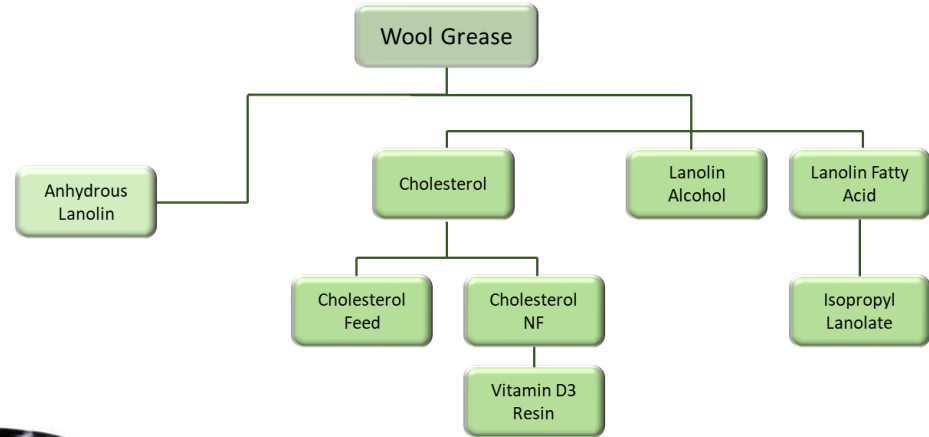 Wool Grease
Anhydrous
Lanolin
Cholesterol
Lanolin
Alcohol
Lanolin Fatty
Acid
Cholesterol
Feed
Cholesterol
NF
Isopropyl
Lanolate
Vitamin D3
Resin